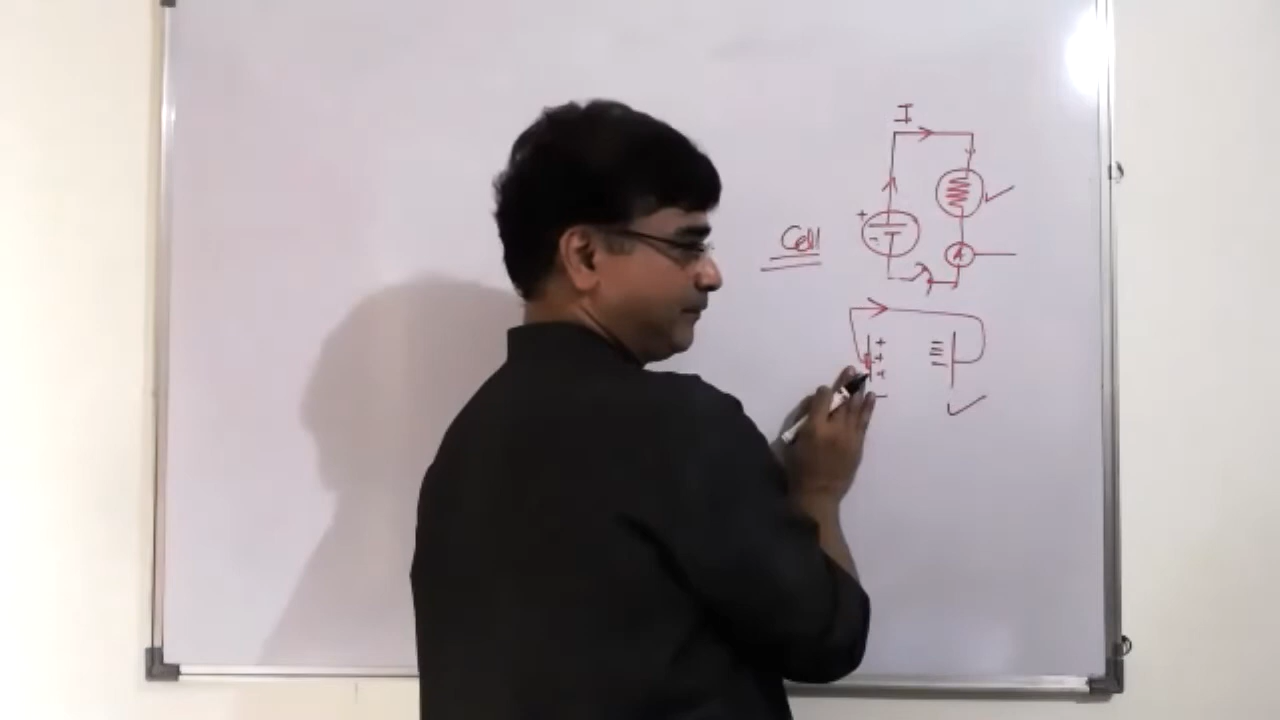 I
+
Cell
-
A
+
+
+